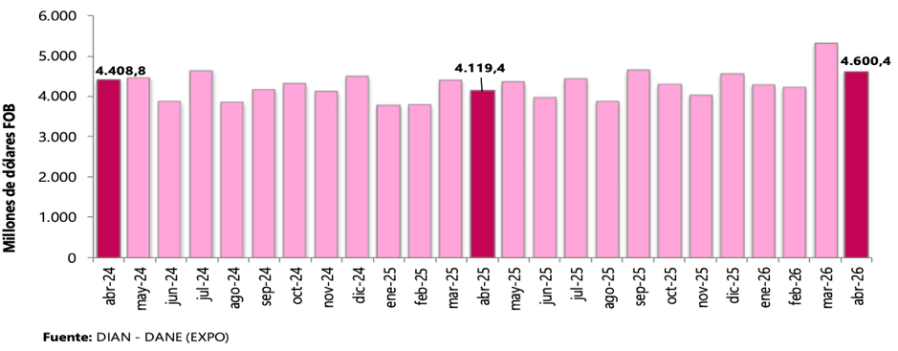 Millones de dólares FOB
6.000
5.000
4.000
3.000
2.000
1.000
0
4.408,8
4.119,4
4.600,4
abr-24
may-24
jun-24
jul-24
ago-24
sep-24
oct-24
nov-24
dic-24
ene-25
feb-25
mar-25
abr-25
may-25
jun-25
jul-25
ago-25
sep-25
oct-25
nov-25
dic-25
ene-26
feb-26
mar-26
abr-26
Fuente: DIAN - DANE (EXPO)